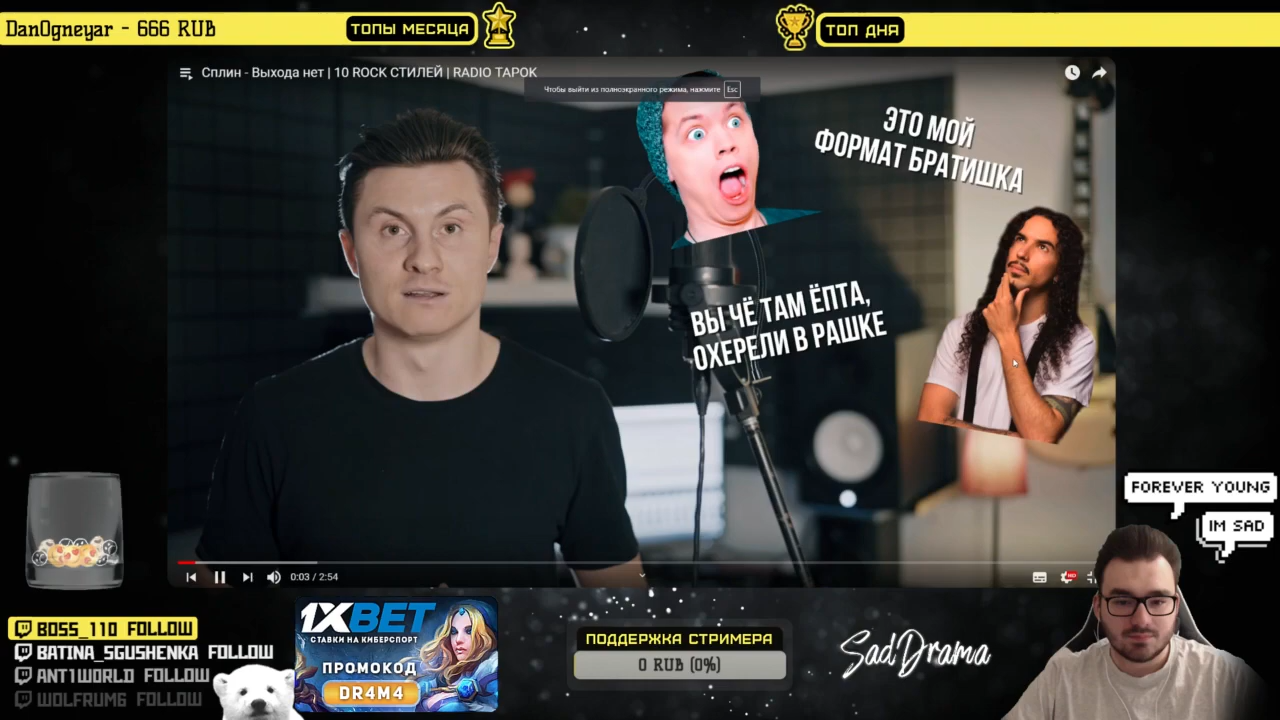 DanOgneyar - 666 RUB
ТОПЫ МЕСЯЦА
ТОП ДНЯ
Сплин - Выхода нет | 10 ROCK СТИЛЕЙ | RADIO TAPOK
Чтобы выйти из полноэкранного режима, нажмите Esc
ЭТО МОЙ
ФОРМАТ БРАТИШКА
ВЫ ЧЁ ТАМ ЁПТА,
ОХЕРЕЛИ В РАШКЕ
FOREVER YOUNG
IM SAD
0:03 / 2:54
HD
BOSS_110 FOLLOW
BATINA_SGUSHENKA FOLLOW
ANT1WORLD FOLLOW
WOLFRUM6 FOLLOW
1XBET
СТАВКИ НА КИБЕРСПОРТ
ПРОМОКОД
DR4M4
ПОДДЕРЖКА СТРИМЕРА
0 RUB (0%)
SadDrama